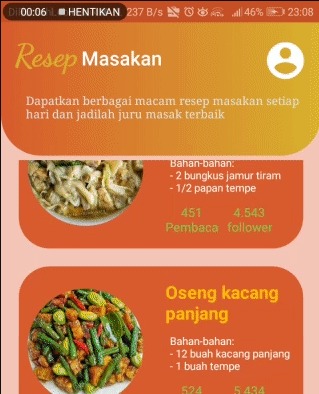 00:06 HENTIKAN 237 B/s 46% 23:08
Resep Masakan
Dapatkan berbagai macam resep masakan setiap
hari dan jadilah juru masak terbaik
Bahan-bahan:
- 2 bungkus jamur tiram
- 1/2 papan tempe
451 4.543
Pembaca follower
Oseng kacang
panjang
Bahan-bahan:
- 12 buah kacang panjang
- 1 buah tempe
524 5.434